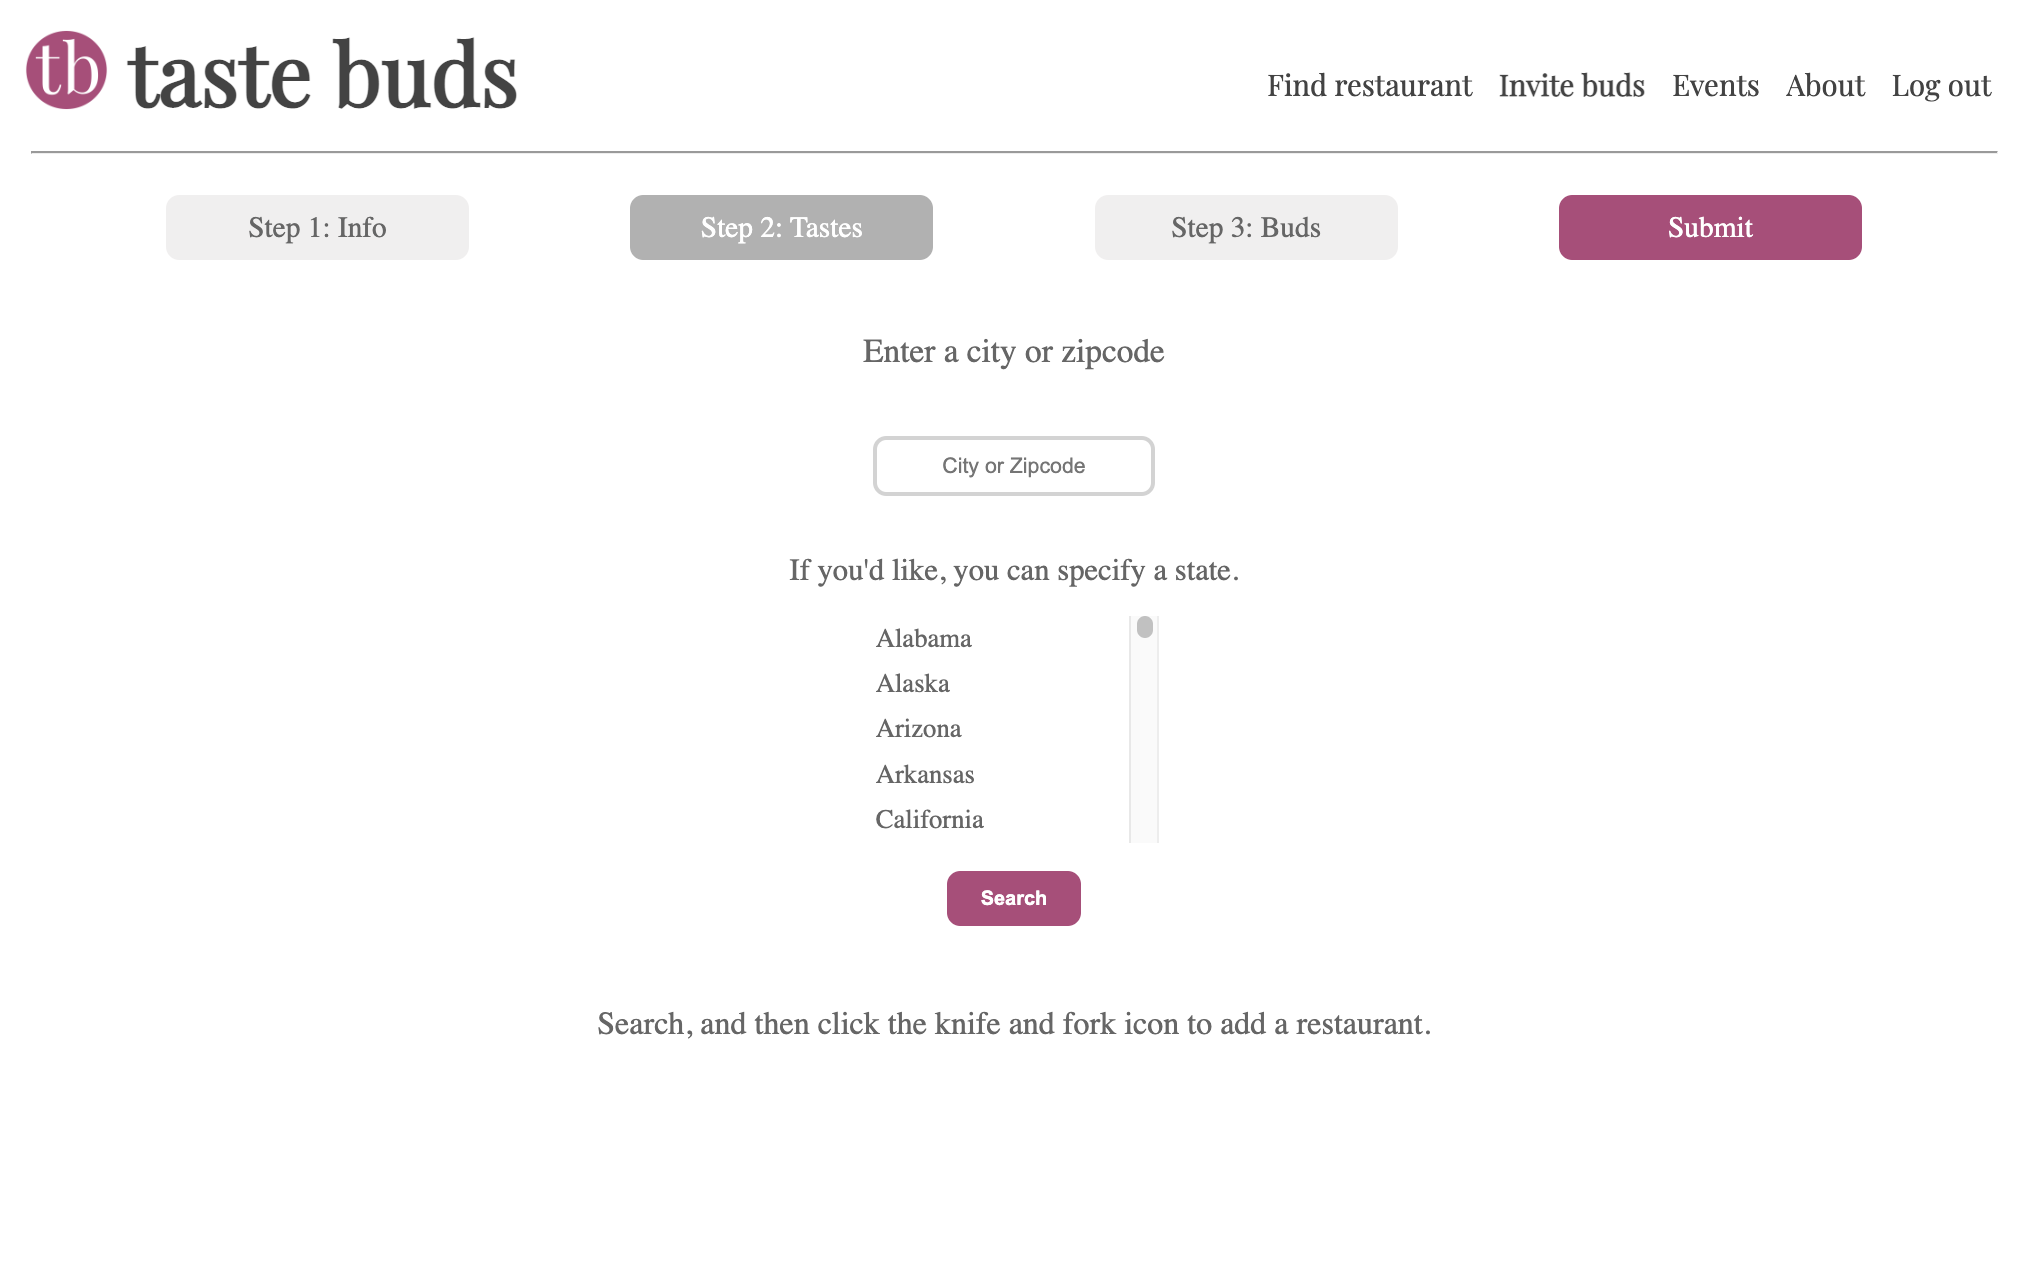 tb taste buds
Find restaurant Invite buds Events About Log out
Step 1: Info Step 2: Tastes Step 3: Buds Submit
Enter a city or zipcode
City or Zipcode
If you'd like, you can specify a state.
Alabama
Alaska
Arizona
Arkansas
California
Search
Search, and then click the knife and fork icon to add a restaurant.